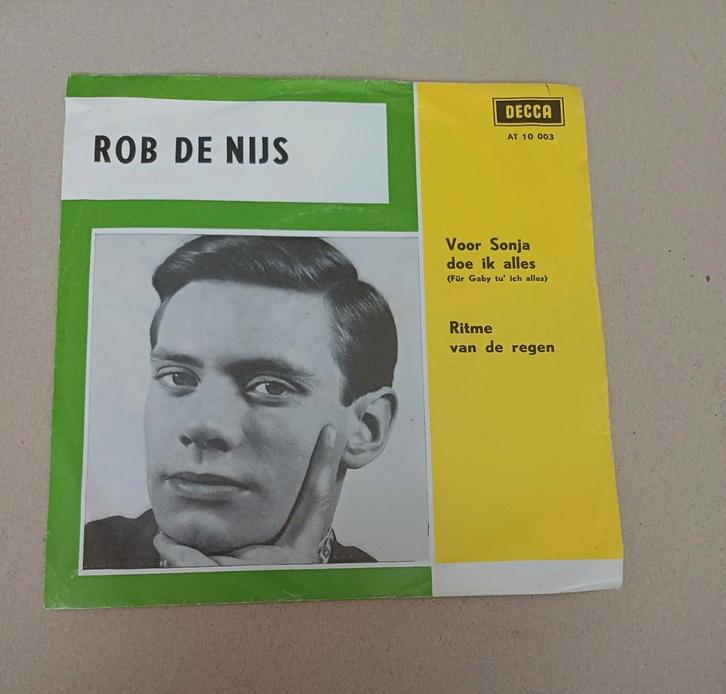 ROB DE NIJS
DECCA
AT 10 003
Voor Sonja
doe ik alles
(Für Gaby tu' ich alles)
Ritme
van de regen